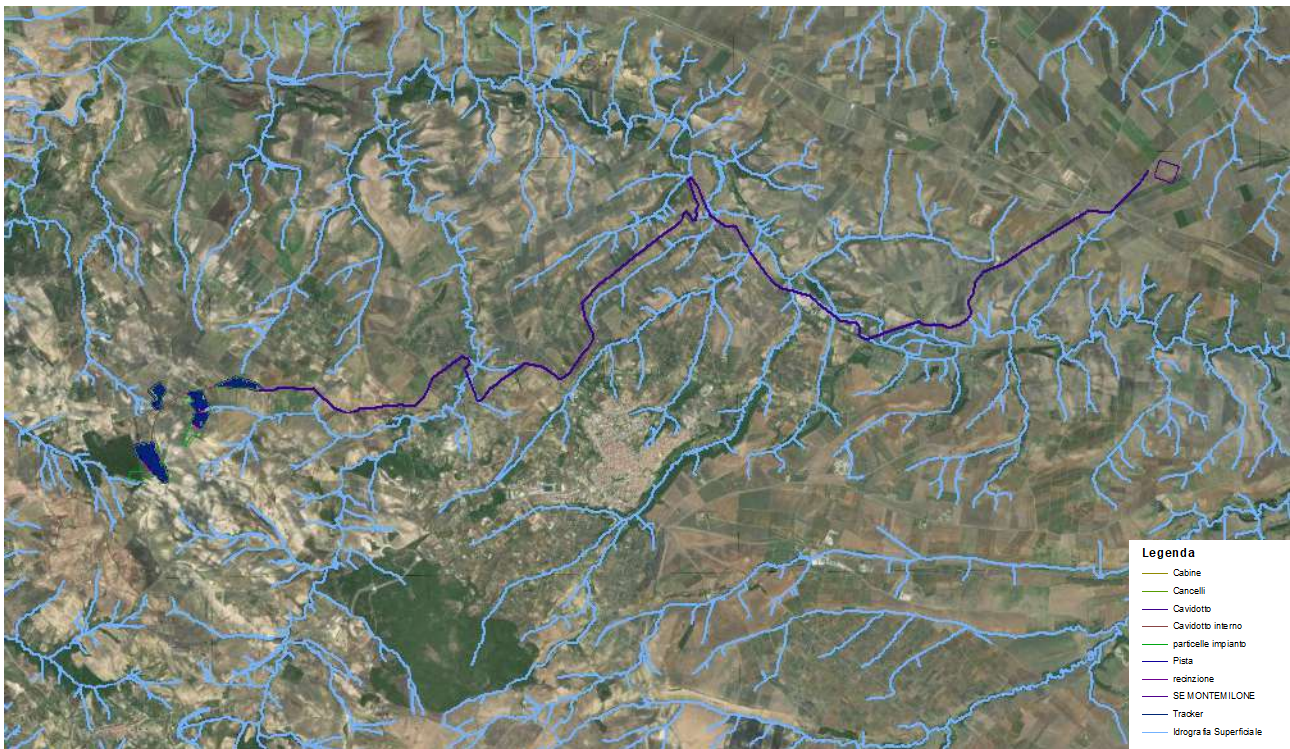 Legenda
Cabine
Cancelli
Cavidotto
Cavidotto interno
particelle impianto
Pista
recinzione
SE MONTEMILONE
Tracker
Idrografia Superficiale